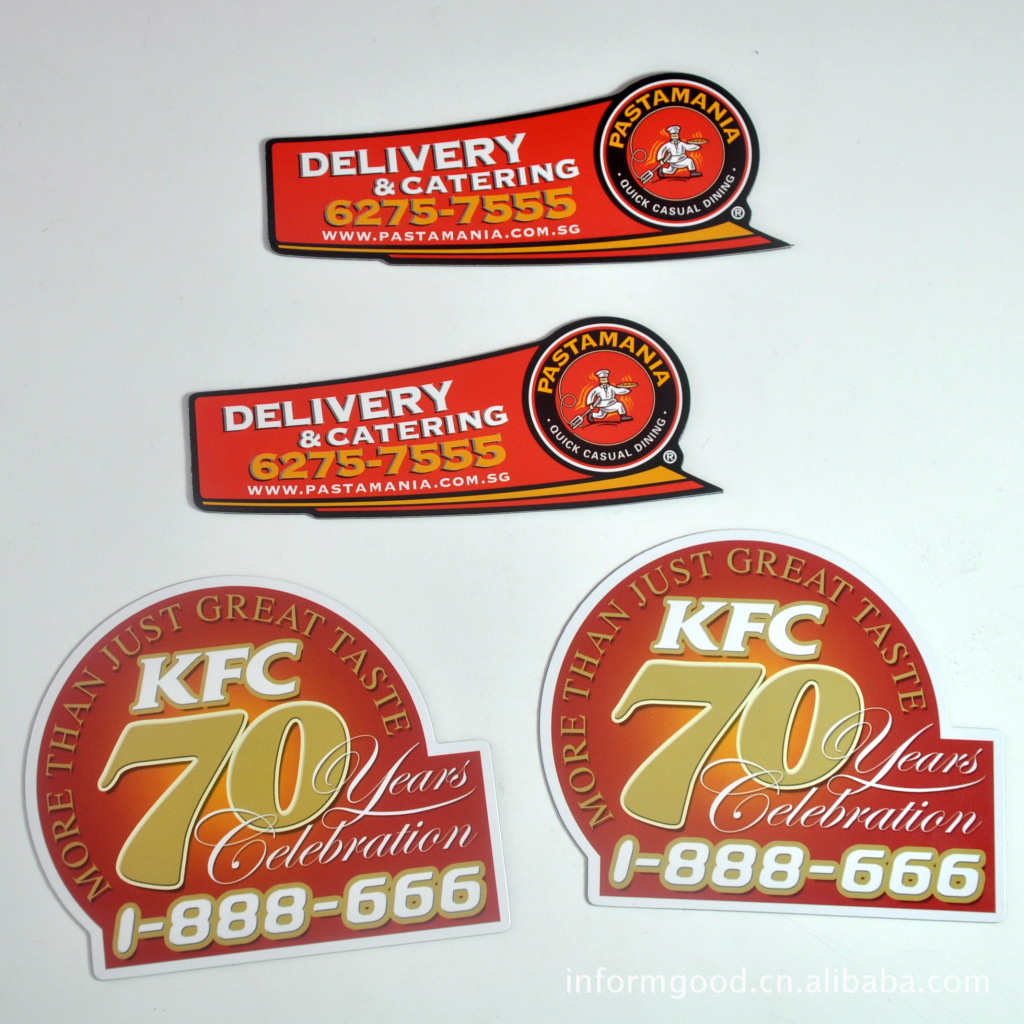 DELIVERY
& CATERING
6275-7555
WWW.PASTAMANIA.COM.SG
PASTAMANIA
· QUICK CASUAL DINING ·
®
DELIVERY
& CATERING
6275-7555
WWW.PASTAMANIA.COM.SG
PASTAMANIA
· QUICK CASUAL DINING ·
®
MORE THAN JUST GREAT TASTE
KFC
70
Years
Celebration
1-888-666
MORE THAN JUST GREAT TASTE
KFC
70
Years
Celebration
1-888-666
informgood.cn.alibaba.com